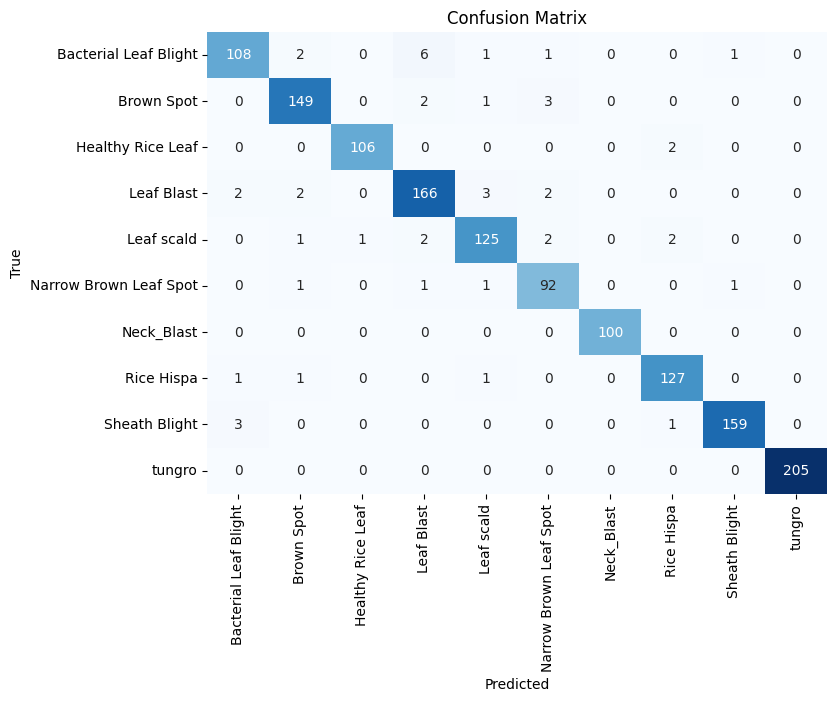 Confusion Matrix
True
Bacterial Leaf Blight 108 2 0 6 1 1 0 0 1 0
Brown Spot 0 149 0 2 1 3 0 0 0 0
Healthy Rice Leaf 0 0 106 0 0 0 0 2 0 0
Leaf Blast 2 2 0 166 3 2 0 0 0 0
Leaf scald 0 1 1 2 125 2 0 2 0 0
Narrow Brown Leaf Spot 0 1 0 1 1 92 0 0 1 0
Neck_Blast 0 0 0 0 0 0 100 0 0 0
Rice Hispa 1 1 0 0 1 0 0 127 0 0
Sheath Blight 3 0 0 0 0 0 0 1 159 0
tungro 0 0 0 0 0 0 0 0 0 205
Bacterial Leaf Blight
Brown Spot
Healthy Rice Leaf
Leaf Blast
Leaf scald
Narrow Brown Leaf Spot
Neck_Blast
Rice Hispa
Sheath Blight
tungro
Predicted